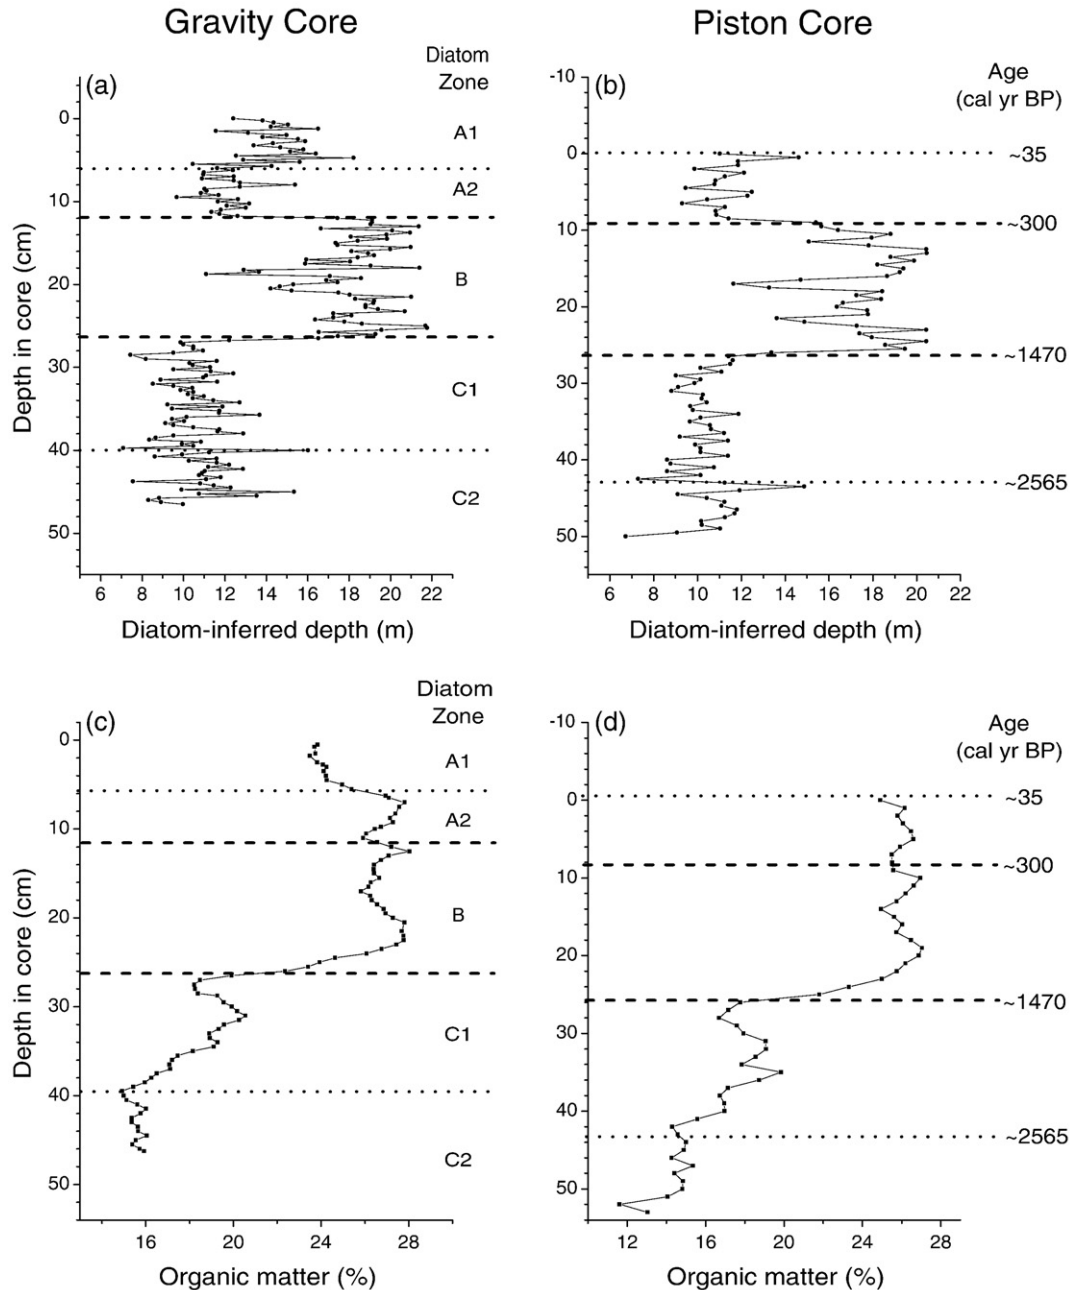 Gravity Core
Piston Core
(a)
Diatom
Zone
0
10
20
30
40
50
Depth in core (cm)
A1
A2
B
C1
C2
6 8 10 12 14 16 18 20 22
Diatom-inferred depth (m)
(b)
Age
(cal yr BP)
-10
0
10
20
30
40
50
~35
~300
~1470
~2565
6 8 10 12 14 16 18 20 22
Diatom-inferred depth (m)
(c)
Diatom
Zone
0
10
20
30
40
50
Depth in core (cm)
A1
A2
B
C1
C2
16 20 24 28
Organic matter (%)
(d)
Age
(cal yr BP)
-10
0
10
20
30
40
50
~35
~300
~1470
~2565
12 16 20 24 28
Organic matter (%)